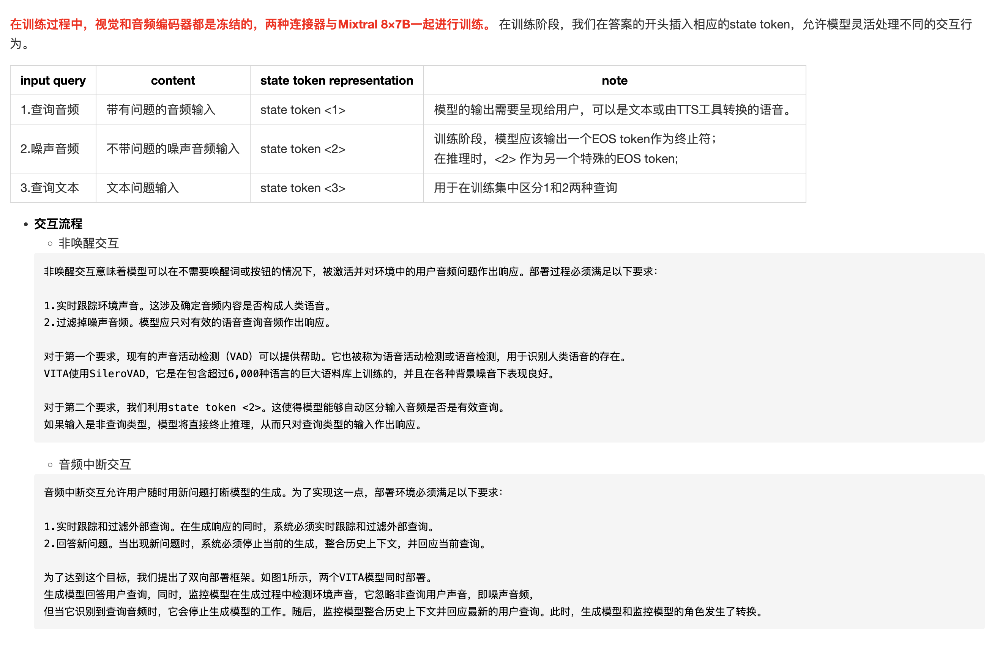 在训练过程中，视觉和音频编码器都是冻结的，两种连接器与Mixtral 8×7B一起进行训练。 在训练阶段，我们在答案的开头插入相应的state token，允许模型灵活处理不同的交互行
为。
input query content state token representation note
1.查询音频 带有问题的音频输入 state token <1> 模型的输出需要呈现给用户，可以是文本或由TTS工具转换的语音。
2.噪声音频 不带问题的噪声音频输入 state token <2> 训练阶段，模型应该输出一个EOS token作为终止符；
在推理时，<2> 作为另一个特殊的EOS token;
3.查询文本 文本问题输入 state token <3> 用于在训练集中区分1和2两种查询
• 交互流程
◦ 非唤醒交互
非唤醒交互意味着模型可以在不需要唤醒词或按钮的情况下，被激活并对环境中的用户音频问题作出响应。部署过程必须满足以下要求：
1.实时跟踪环境声音。这涉及确定音频内容是否构成人类语音。
2.过滤掉噪声音频。模型应只对有效的语音查询音频作出响应。
对于第一个要求，现有的声音活动检测（VAD）可以提供帮助。它也被称为语音活动检测或语音检测，用于识别人类语音的存在。
VITA使用SileroVAD，它是在包含超过6,000种语言的巨大语料库上训练的，并且在各种背景噪音下表现良好。
对于第二个要求，我们利用state token <2>。这使得模型能够自动区分输入音频是否是有效查询。
如果输入是非查询类型，模型将直接终止推理，从而只对查询类型的输入作出响应。
◦ 音频中断交互
音频中断交互允许用户随时用新问题打断模型的生成。为了实现这一点，部署环境必须满足以下要求：
1.实时跟踪和过滤外部查询。在生成响应的同时，系统必须实时跟踪和过滤外部查询。
2.回答新问题。当出现新问题时，系统必须停止当前的生成，整合历史上下文，并回应当前查询。
为了达到这个目标，我们提出了双向部署框架。如图1所示，两个VITA模型同时部署。
生成模型回答用户查询，同时，监控模型在生成过程中检测环境声音，它忽略非查询用户声音，即噪声音频，
但当它识别到查询音频时，它会停止生成模型的工作。随后，监控模型整合历史上下文并回应最新的用户查询。此时，生成模型和监控模型的角色发生了转换。